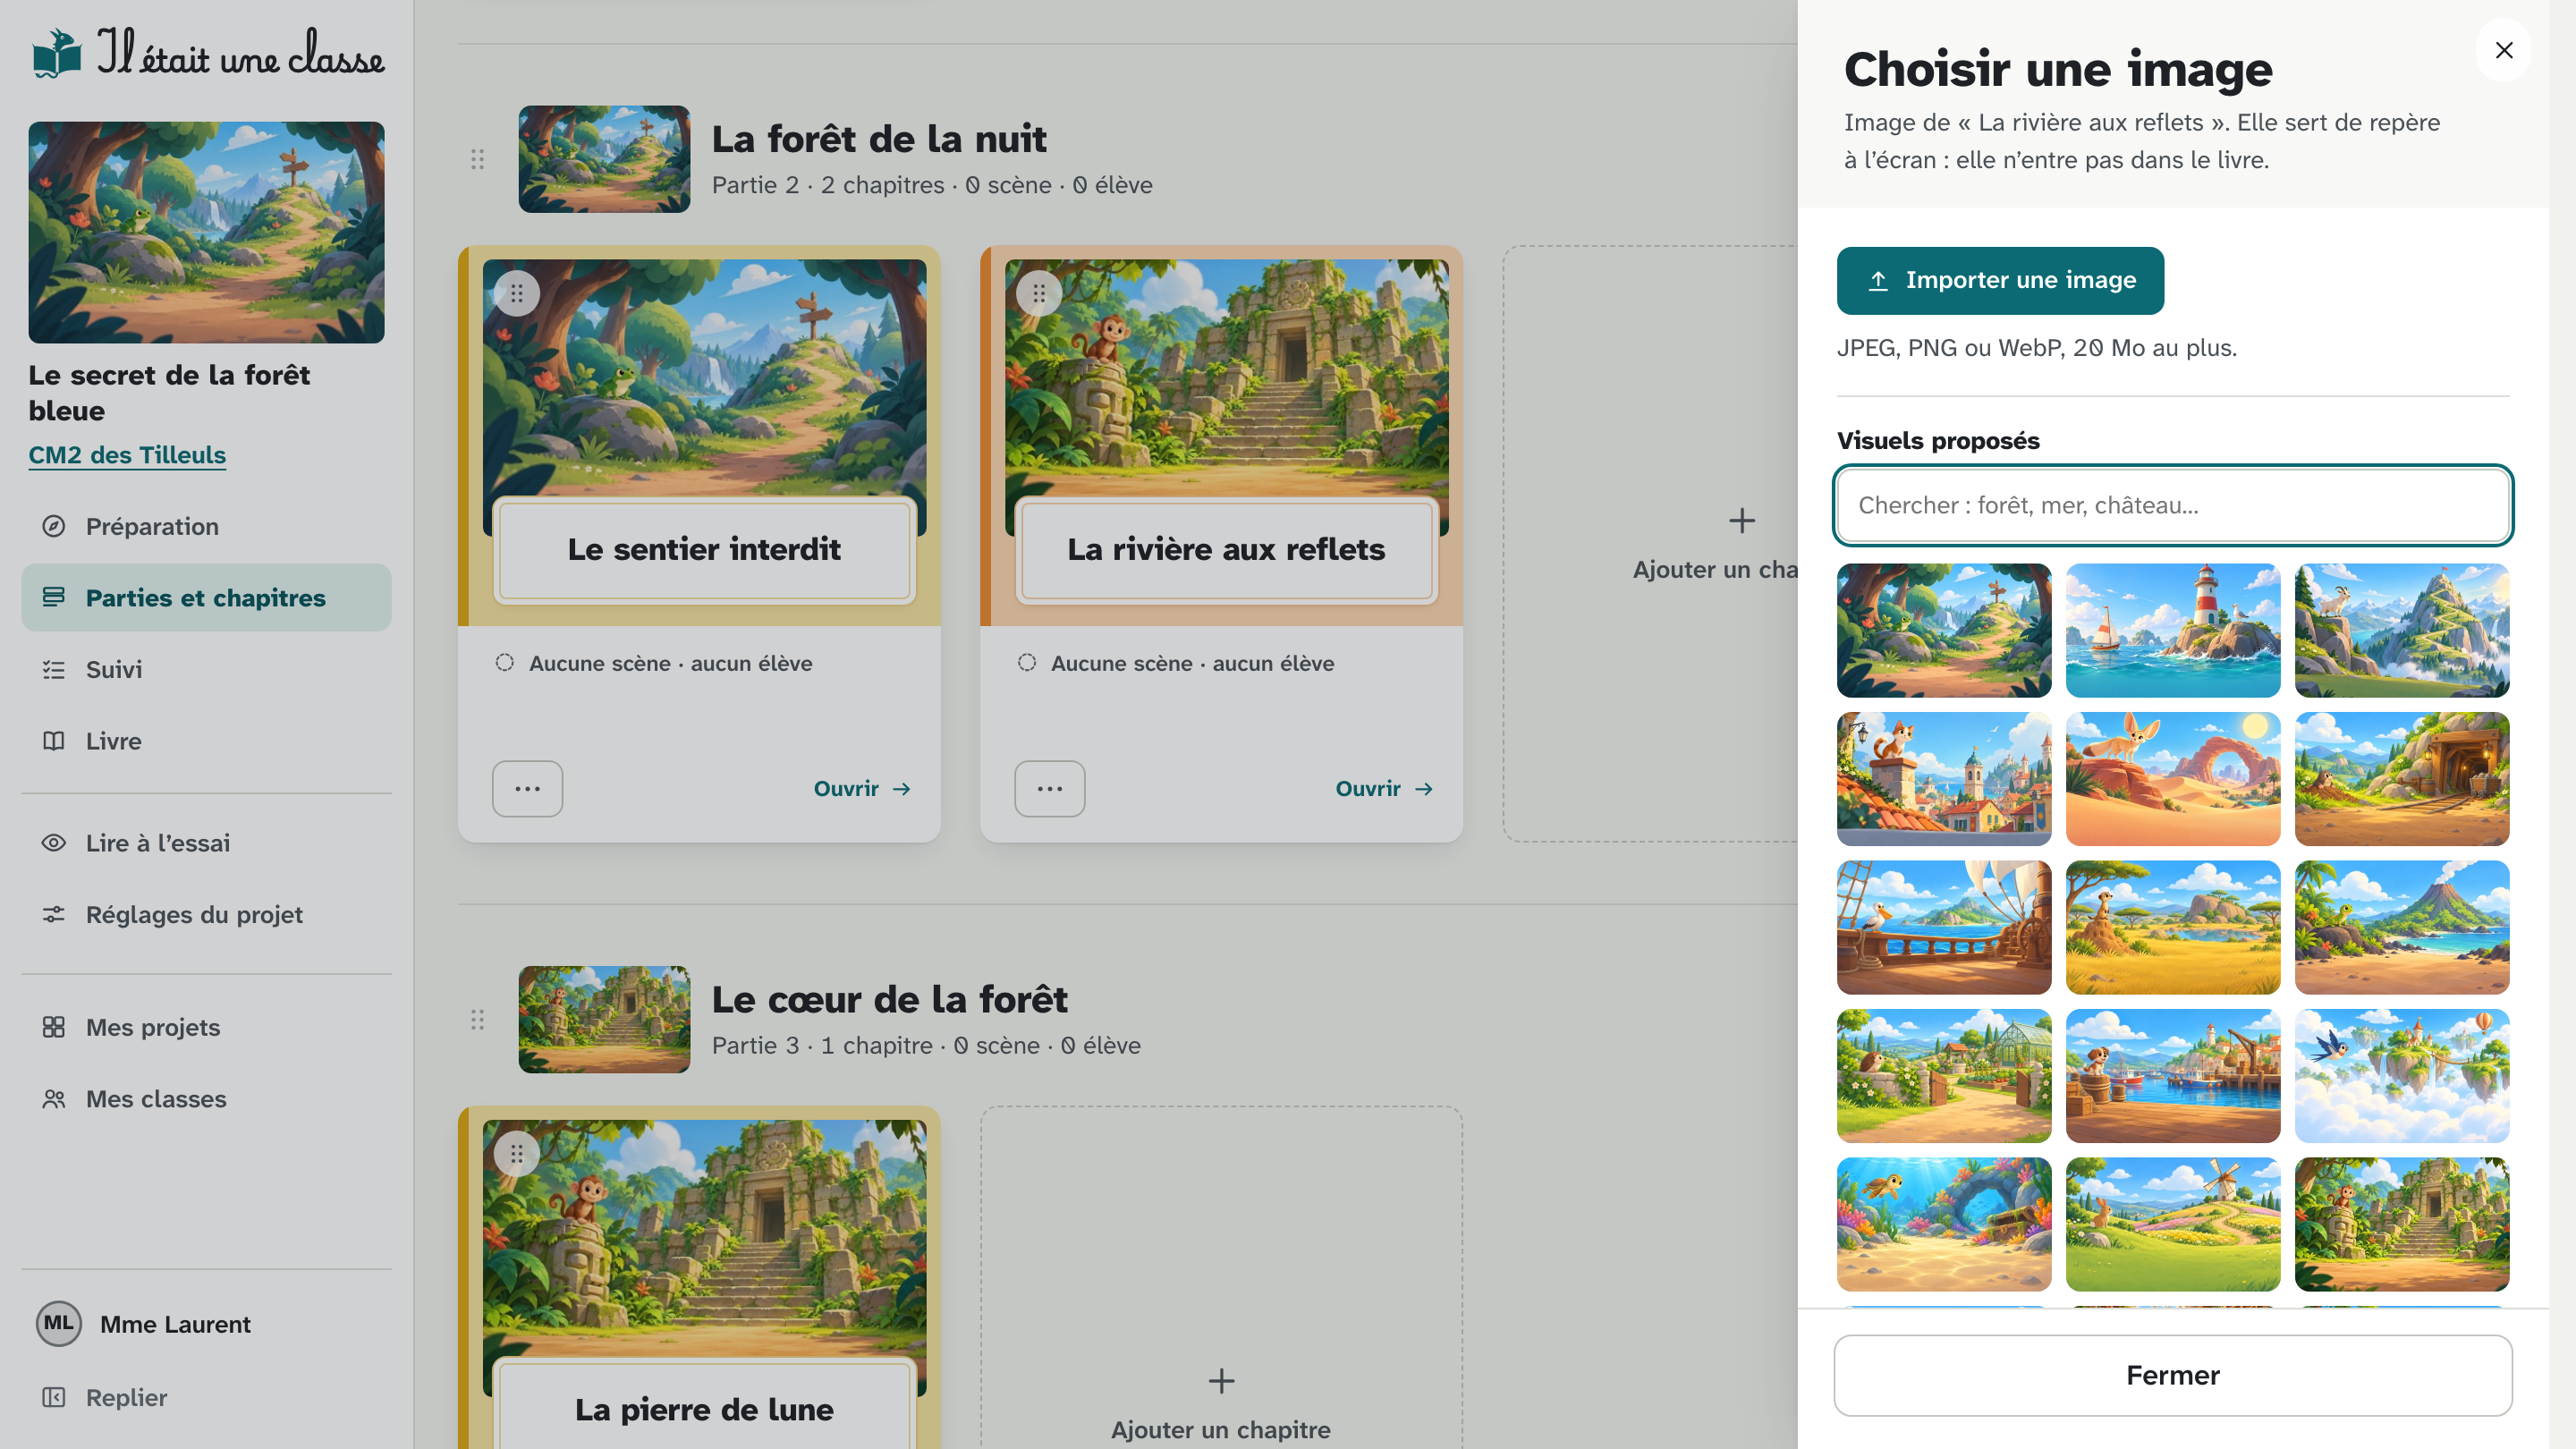 Il était une classe
Le secret de la forêt
bleue
CM2 des Tilleuls
Préparation
Parties et chapitres
Suivi
Livre
Lire à l’essai
Réglages du projet
Mes projets
Mes classes
ML
Mme Laurent
Replier
La forêt de la nuit
Partie 2 · 2 chapitres · 0 scène · 0 élève
Le sentier interdit
Aucune scène · aucun élève
Ouvrir
La rivière aux reflets
Aucune scène · aucun élève
Ouvrir
Ajouter un cha
Le cœur de la forêt
Partie 3 · 1 chapitre · 0 scène · 0 élève
La pierre de lune
Ajouter un chapitre
Choisir une image
Image de « La rivière aux reflets ». Elle sert de repère
à l’écran : elle n’entre pas dans le livre.
Importer une image
JPEG, PNG ou WebP, 20 Mo au plus.
Visuels proposés
Chercher : forêt, mer, château…
Fermer